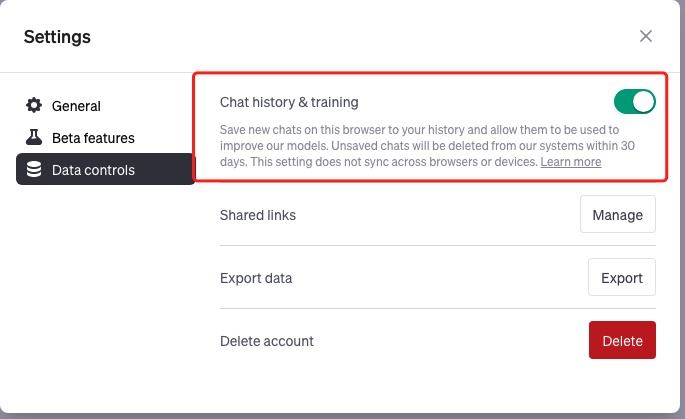 Settings
General
Beta features
Data controls
Chat history & training
Save new chats on this browser to your history and allow them to be used to
improve our models. Unsaved chats will be deleted from our systems within 30
days. This setting does not sync across browsers or devices. Learn more
Shared links
Manage
Export data
Export
Delete account
Delete